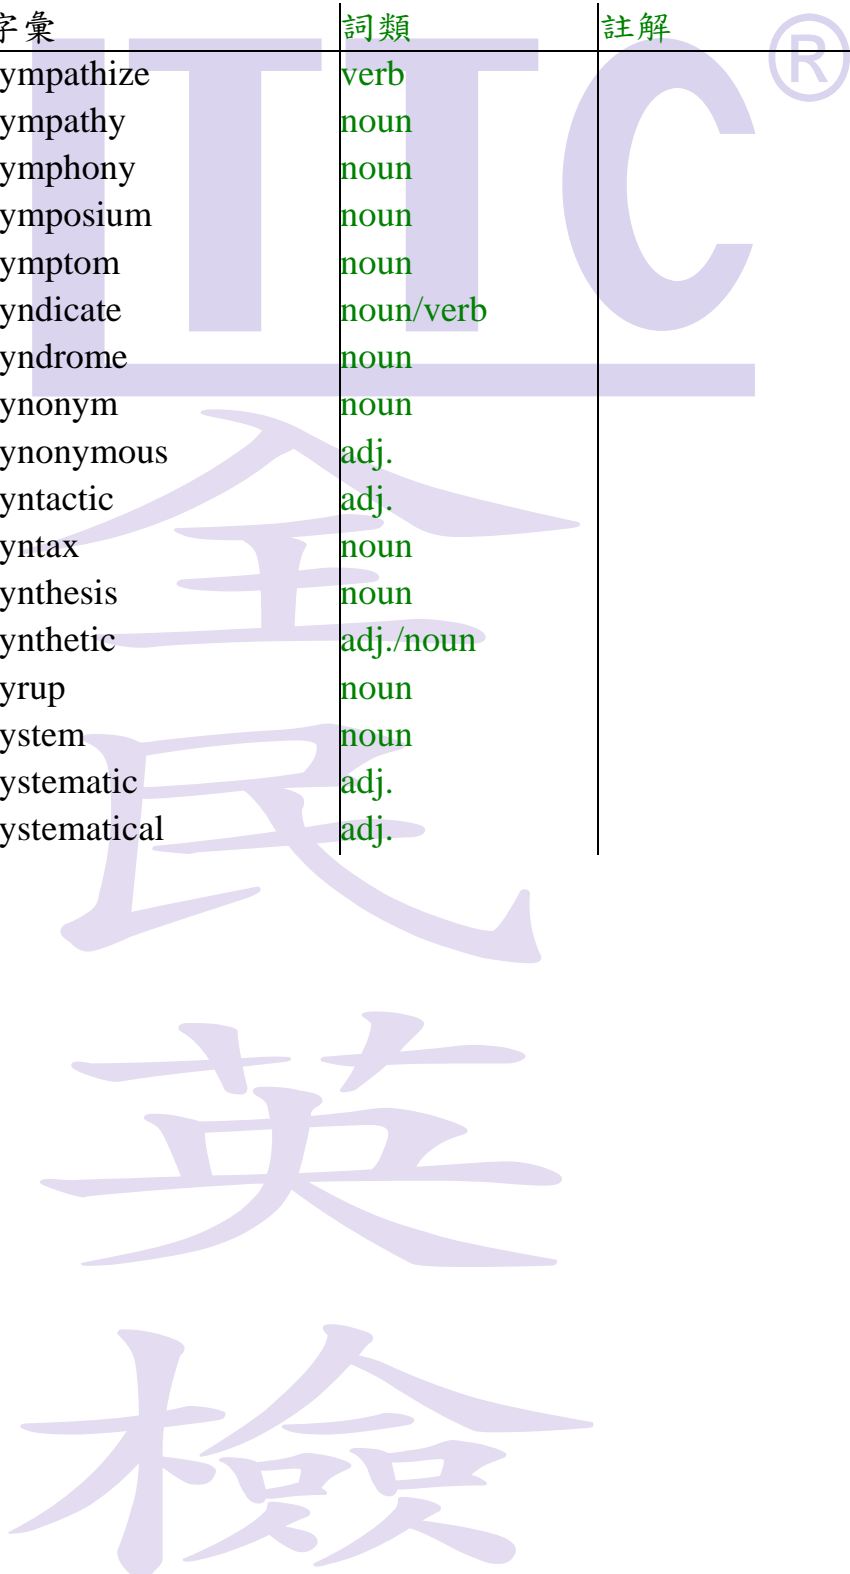 字彙 詞類 註解
ympathize verb
ympathy noun
ymphony noun
ymposium noun
ymptom noun
yndicate noun/verb
yndrome noun
ynonym noun
ynonymous adj.
yntactic adj.
yntax noun
ynthesis noun
ynthetic adj./noun
yrup noun
ystem noun
ystematic adj.
ystematical adj.
LTTC®
全
民
英
檢